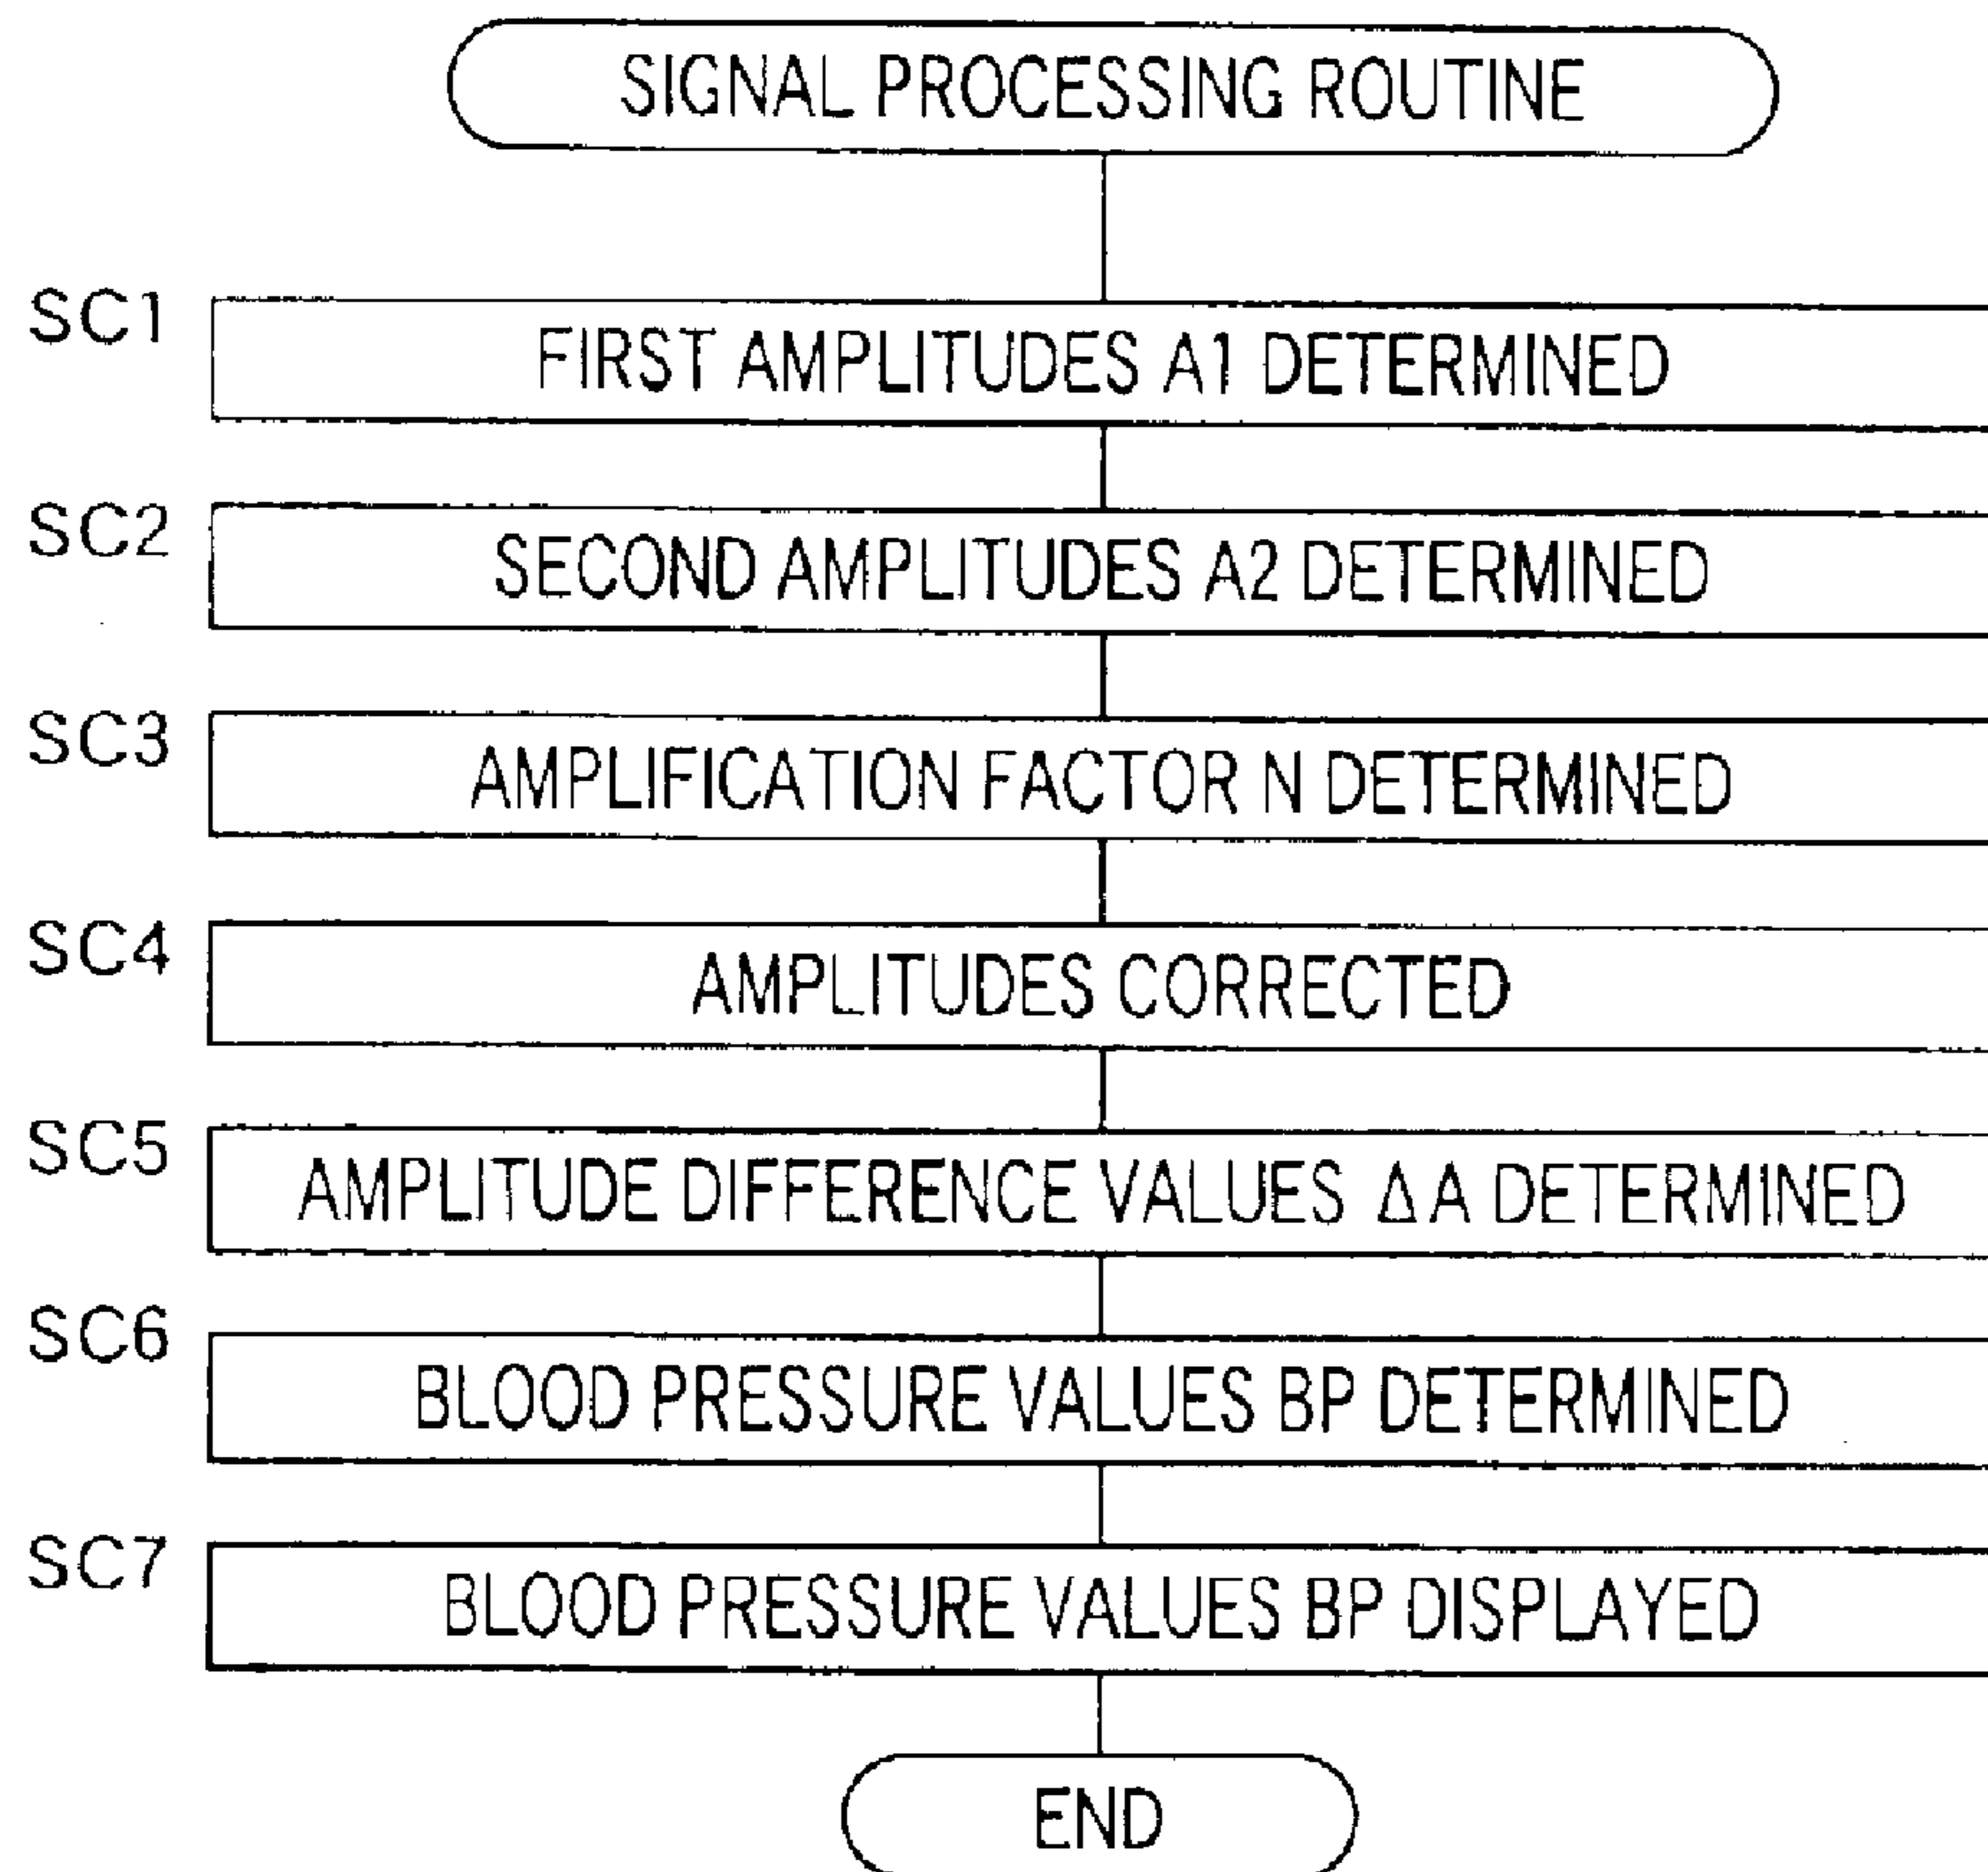 SIGNAL PROCESSING ROUTINE
SC1
FIRST AMPLITUDES A1 DETERMINED
SC2
SECOND AMPLITUDES A2 DETERMINED
SC3
AMPLIFICATION FACTOR N DETERMINED
SC4
AMPLITUDES CORRECTED
SC5
AMPLITUDE DIFFERENCE VALUES ΔA DETERMINED
SC6
BLOOD PRESSURE VALUES BP DETERMINED
SC7
BLOOD PRESSURE VALUES BP DISPLAYED
END